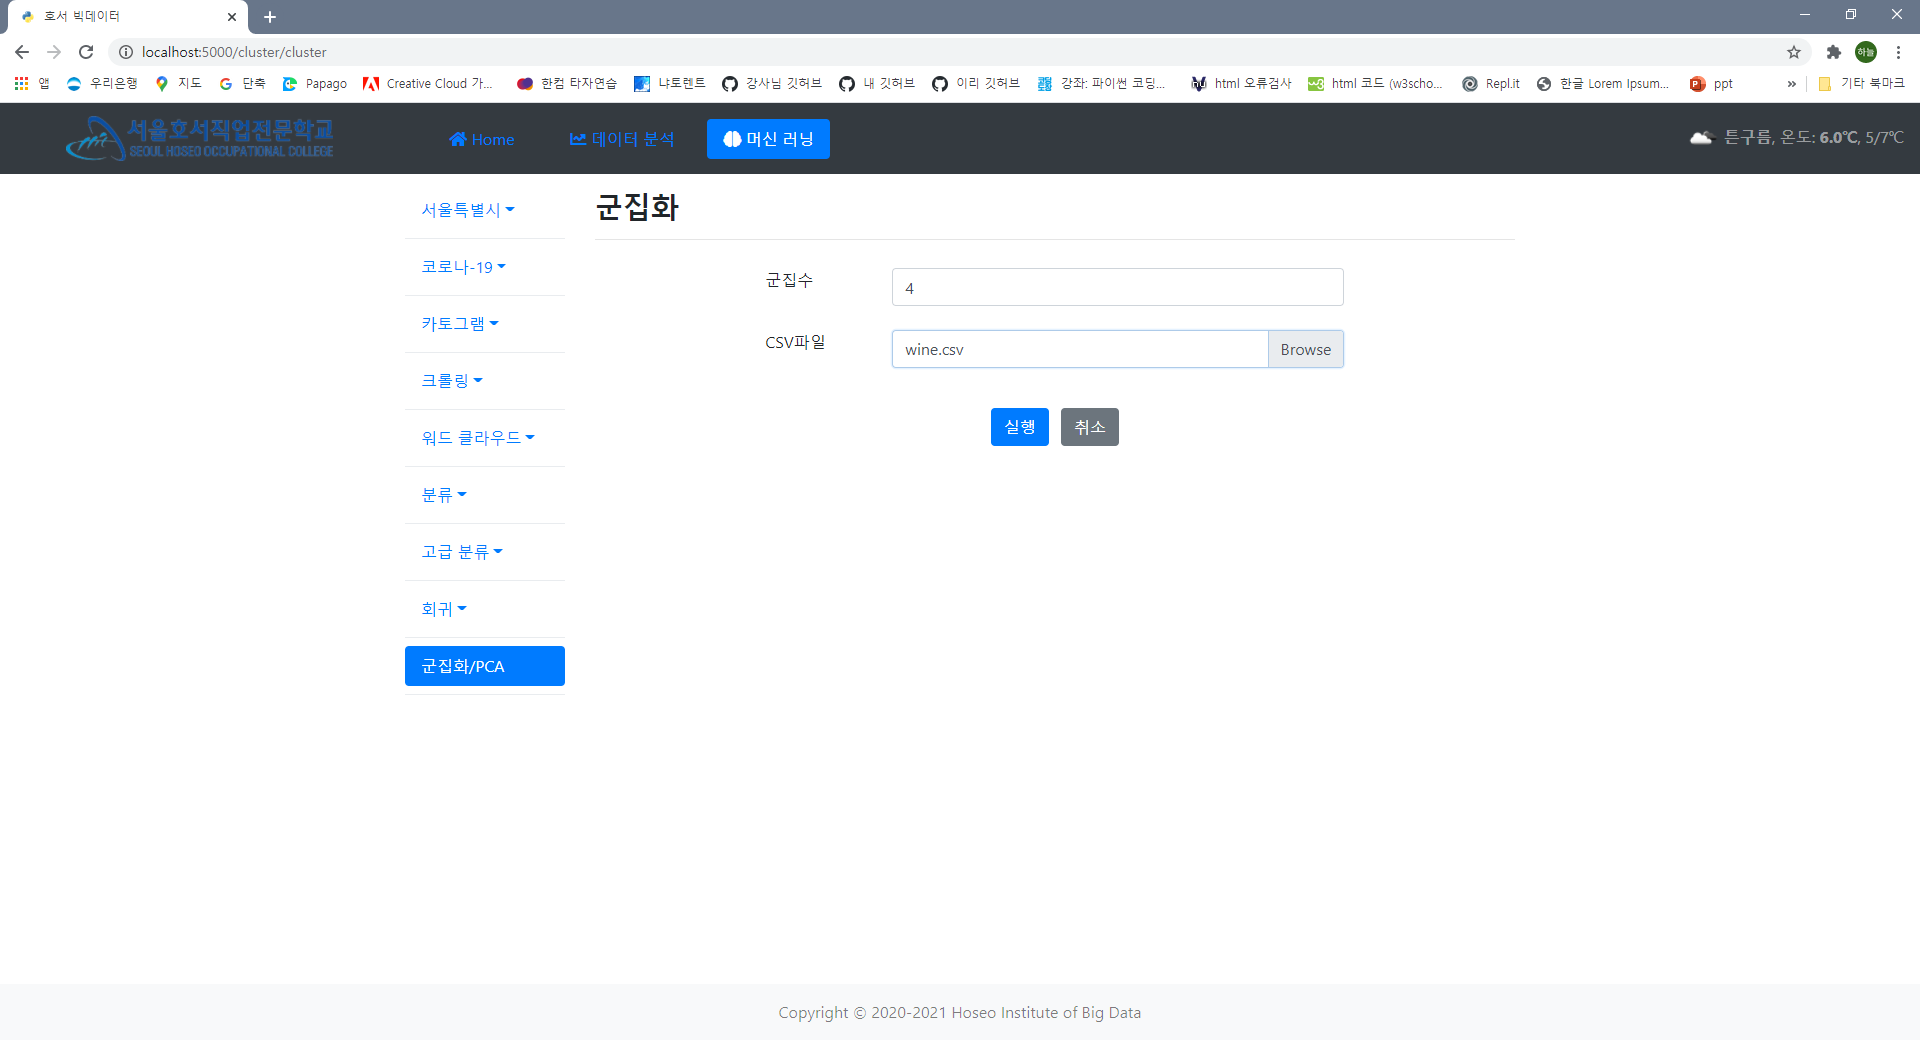 호서 빅데이터
localhost:5000/cluster/cluster
하늘
앱 우리은행 지도 단축 Papago Creative Cloud 가... 한컴 타자연습 냐토렌트 강사님 깃허브 내 깃허브 이리 깃허브 강좌: 파이썬 코딩... html 오류검사 html 코드 (w3scho... Repl.it 한글 Lorem Ipsum... ppt » 기타 북마크
서울호서직업전문학교
SEOUL HOSEO OCCUPATIONAL COLLEGE
Home 데이터 분석 머신 러닝 튼구름, 온도: 6.0℃, 5/7℃
서울특별시
코로나-19
카토그램
크롤링
워드 클라우드
분류
고급 분류
회귀
군집화/PCA
군집화
군집수 4
CSV파일 wine.csv Browse
실행 취소
Copyright © 2020-2021 Hoseo Institute of Big Data